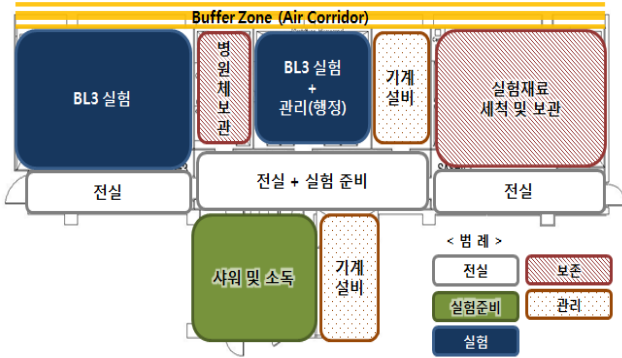 Buffer Zone (Air Corridor)
BL3 실험
병
원
체
보
관
BL3 실험
+
관리(행정)
기계
설비
실험재료
세척 및 보관
전실
전실 + 실험 준비
전실
샤워 및 소독
기계
설비
< 범 례 >
전실
보존
실험준비
관리
실험